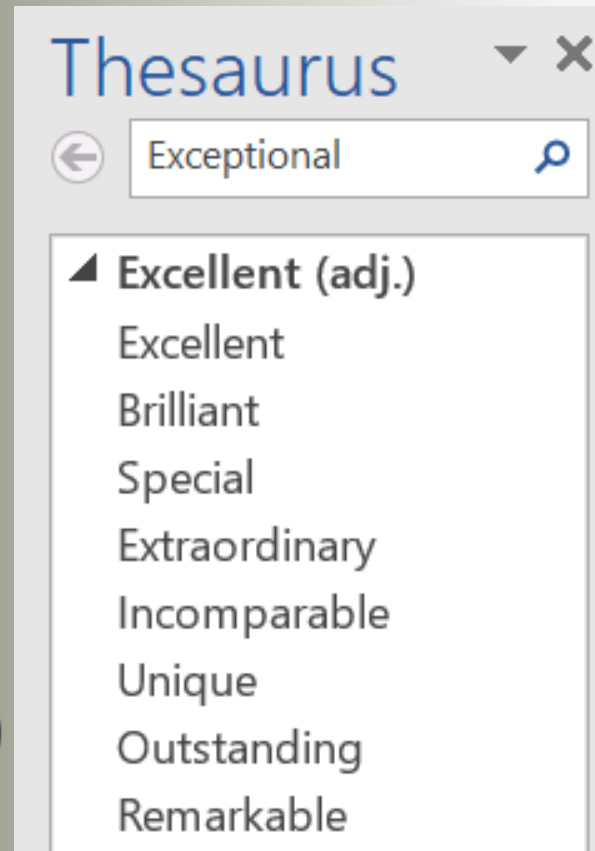 Thesaurus
Exceptional
Excellent (adj.)
Excellent
Brilliant
Special
Extraordinary
Incomparable
Unique
Outstanding
Remarkable